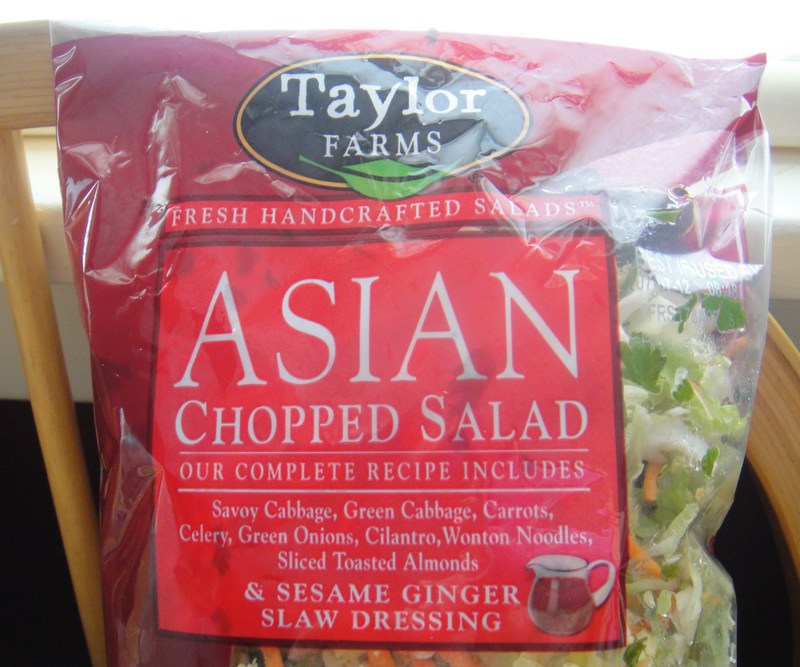 Taylor
FARMS
FRESH HANDCRAFTED SALADS™
ASIAN
CHOPPED SALAD
OUR COMPLETE RECIPE INCLUDES
Savoy Cabbage, Green Cabbage, Carrots,
Celery, Green Onions, Cilantro, Wonton Noodles,
Sliced Toasted Almonds
& SESAME GINGER
SLAW DRESSING